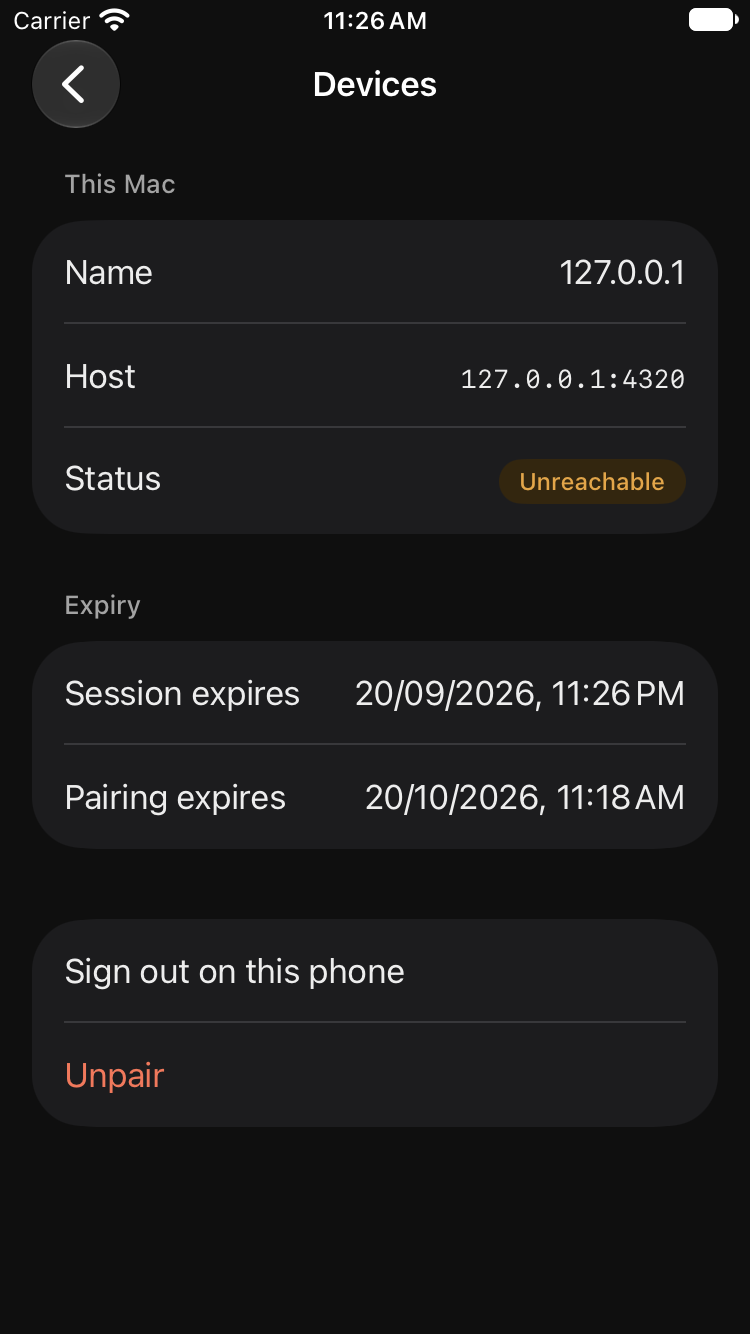 Carrier 11:26 AM
Devices
This Mac
Name 127.0.0.1
Host 127.0.0.1:4320
Status Unreachable
Expiry
Session expires 20/09/2026, 11:26 PM
Pairing expires 20/10/2026, 11:18 AM
Sign out on this phone
Unpair